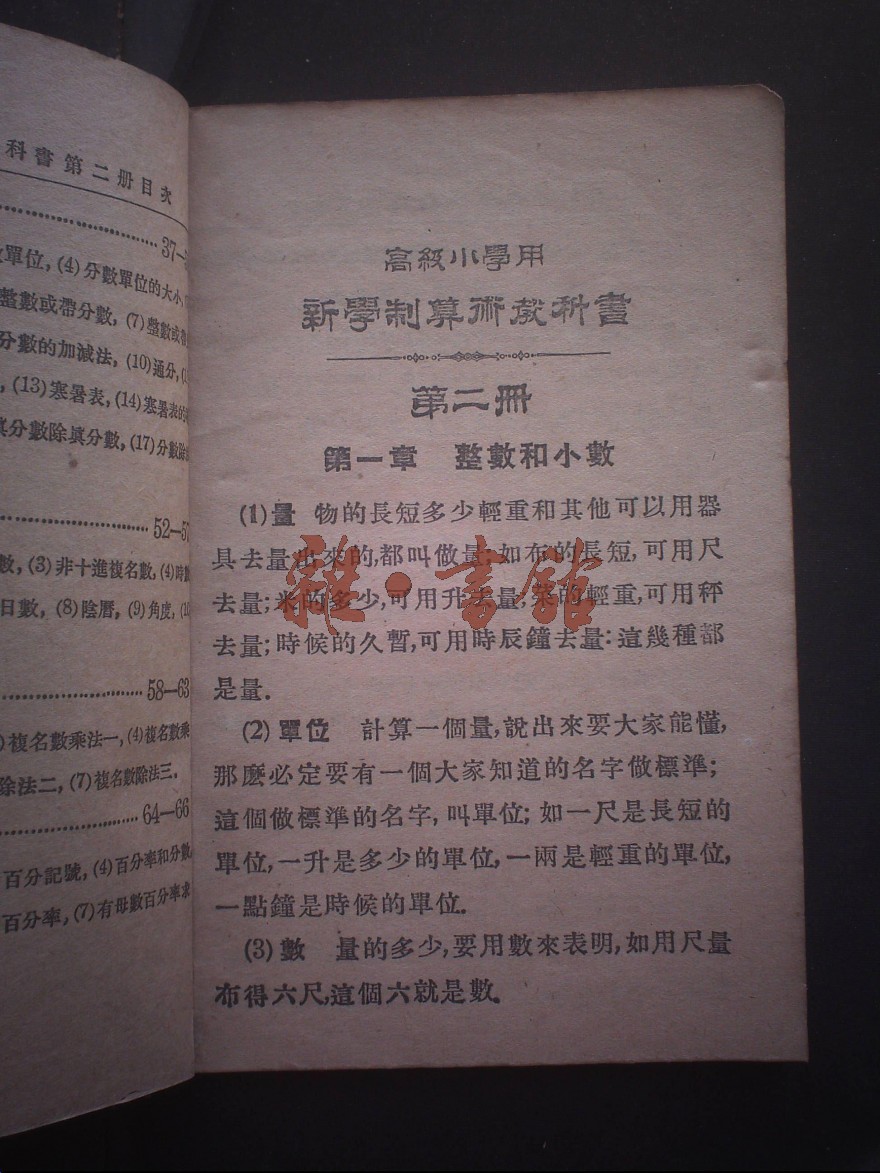 科書第二册目次
37—
單位, (4)分數單位的大小
整數或帶分數, (7)整數或帶
分數的加減法, (10)通分,
, (13)寒暑表, (14)寒暑表的
眞分數除眞分數, (17)分數除
52—57
數, (3)非十進複名數, (4)時
日數, (8)陰曆, (9)角度, (10
58—63
)複名數乘法一, (4)複名數乘
除法二, (7)複名數除法三,
64—66
百分記號, (4)百分率和分數
百分率, (7)有母數百分率求
高級小學用
新學制算術教科書
第二冊
第一章 整數和小數
(1)量 物的長短多少輕重和其他可以用器
具去量出來的,都叫做量;如布的長短,可用尺
去量;米的多少,可用升去量;菜的輕重,可用秤
去量;時候的久暫,可用時辰鐘去量:這幾種都
是量.
(2)單位 計算一個量,說出來要大家能懂,
那麼必定要有一個大家知道的名字做標準;
這個做標準的名字,叫單位;如一尺是長短的
單位,一升是多少的單位,一兩是輕重的單位,
一點鐘是時候的單位.
(3)數 量的多少,要用數來表明,如用尺量
布得六尺,這個六就是數.
雜·書館